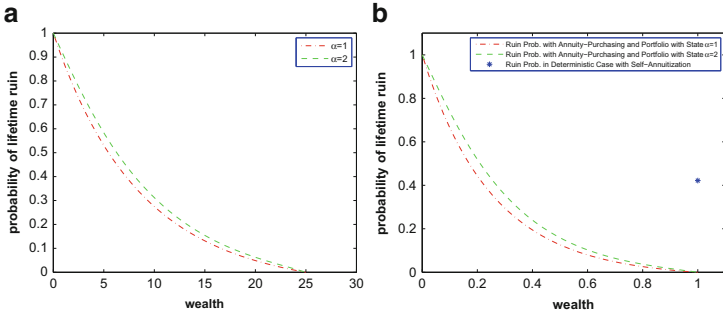 a
1
0.9
0.8
0.7
0.6
0.5
0.4
0.3
0.2
0.1
0
probability of lifetime ruin
α=1
α=2
0 5 10 15 20 25 30
wealth
b
1
0.8
0.6
0.4
0.2
0
probability of lifetime ruin
Ruin Prob. with Annuity−Purchasing and Portfolio with State α=1
Ruin Prob. with Annuity−Purchasing and Portfolio with State α=2
Ruin Prob. in Deterministic Case with Self−Annuitization
0 0.2 0.4 0.6 0.8 1
wealth